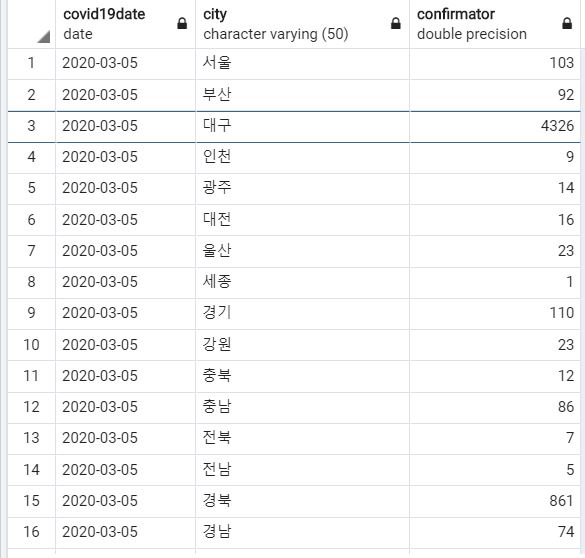 covid19date city confirmator
date character varying (50) double precision
1 2020-03-05 서울 103
2 2020-03-05 부산 92
3 2020-03-05 대구 4326
4 2020-03-05 인천 9
5 2020-03-05 광주 14
6 2020-03-05 대전 16
7 2020-03-05 울산 23
8 2020-03-05 세종 1
9 2020-03-05 경기 110
10 2020-03-05 강원 23
11 2020-03-05 충북 12
12 2020-03-05 충남 86
13 2020-03-05 전북 7
14 2020-03-05 전남 5
15 2020-03-05 경북 861
16 2020-03-05 경남 74